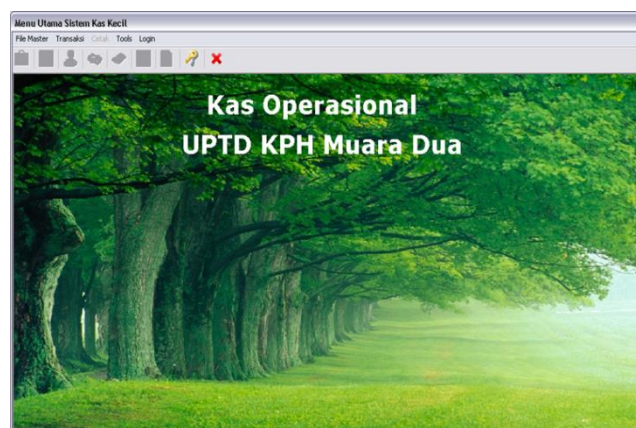 Menu Utama Sistem Kas Kecil
File Master Transaksi Cetak Tools Login
Kas Operasional
UPTD KPH Muara Dua